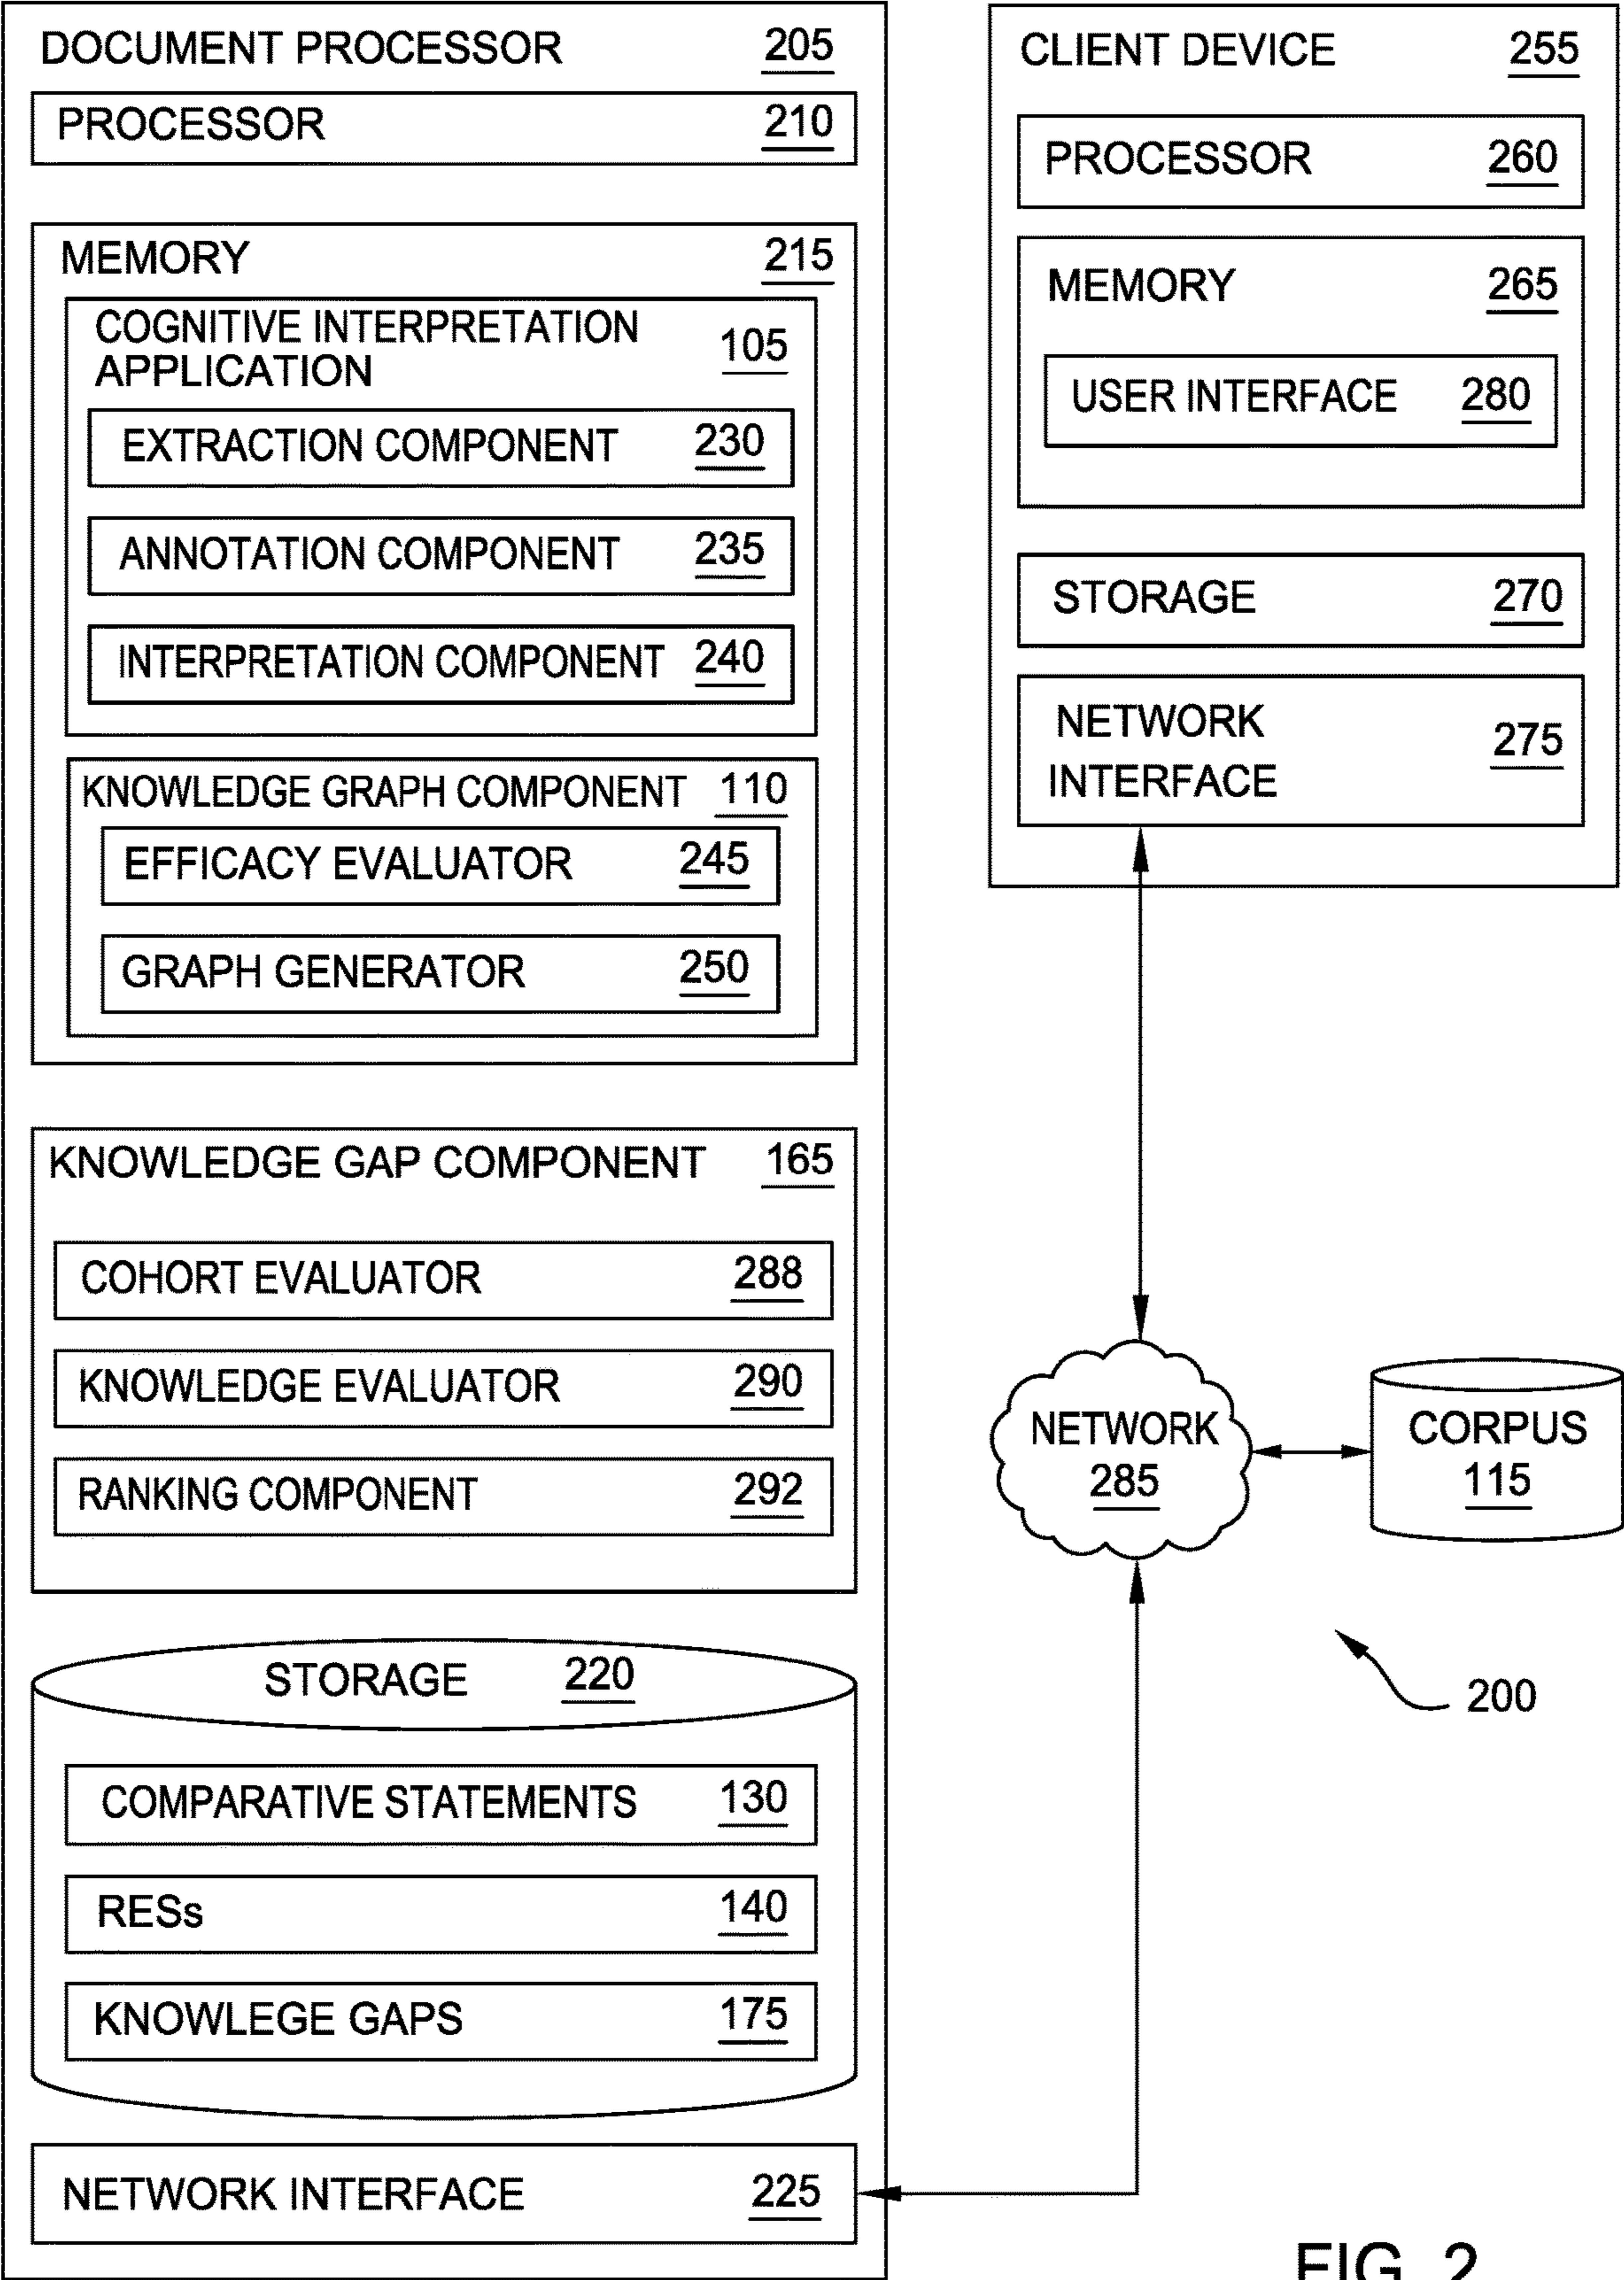 DOCUMENT PROCESSOR 205
PROCESSOR 210
MEMORY 215
COGNITIVE INTERPRETATION
APPLICATION 105
EXTRACTION COMPONENT 230
ANNOTATION COMPONENT 235
INTERPRETATION COMPONENT 240
KNOWLEDGE GRAPH COMPONENT 110
EFFICACY EVALUATOR 245
GRAPH GENERATOR 250
KNOWLEDGE GAP COMPONENT 165
COHORT EVALUATOR 288
KNOWLEDGE EVALUATOR 290
RANKING COMPONENT 292
STORAGE 220
COMPARATIVE STATEMENTS 130
RESs 140
KNOWLEGE GAPS 175
NETWORK INTERFACE 225
CLIENT DEVICE 255
PROCESSOR 260
MEMORY 265
USER INTERFACE 280
STORAGE 270
NETWORK
INTERFACE 275
NETWORK
285
CORPUS
115
200
FIG. 2